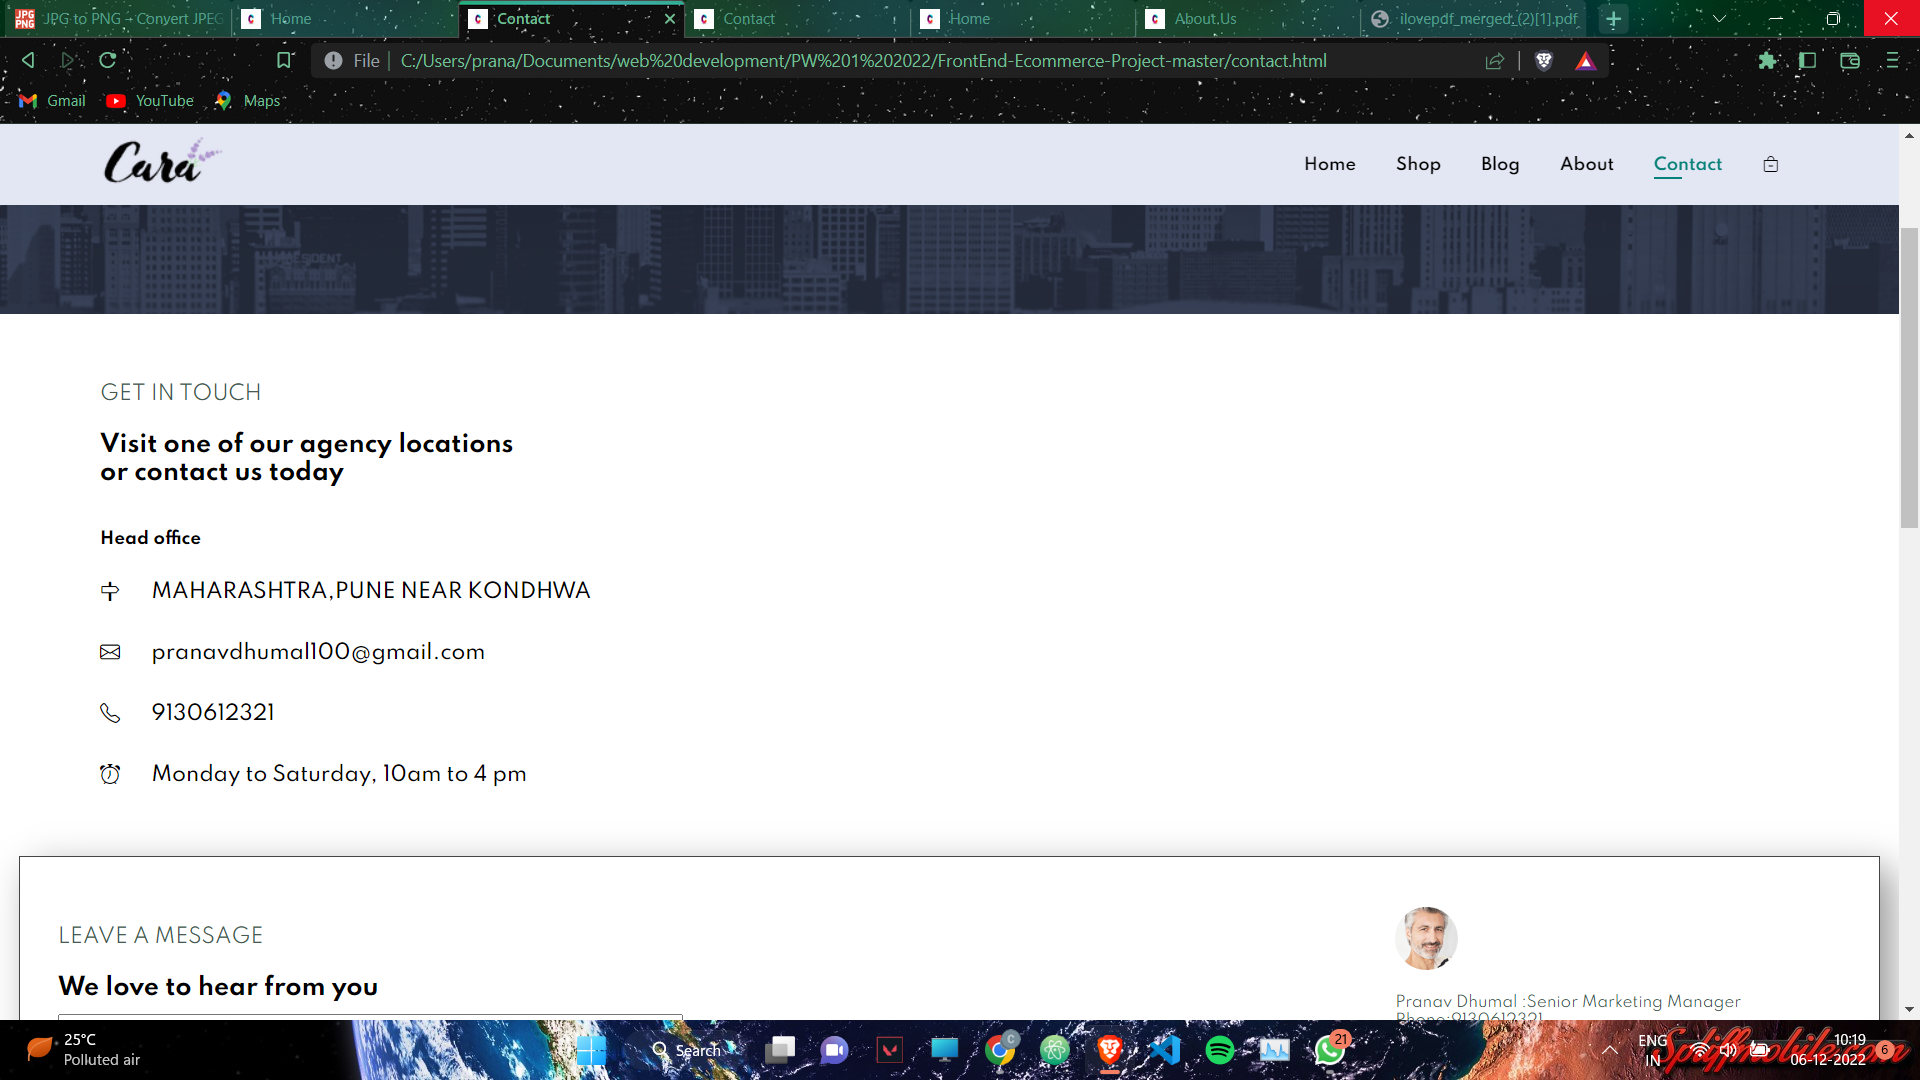 JPG to PNG - Convert JPEG
Home
Contact
Contact
Home
About Us
ilovepdf_merged_(2)[1].pdf
File
C:/Users/prana/Documents/web%20development/PW%201%202022/FrontEnd-Ecommerce-Project-master/contact.html
Gmail
YouTube
Maps
Cara
Home
Shop
Blog
About
Contact
GET IN TOUCH
Visit one of our agency locations
or contact us today
Head office
MAHARASHTRA,PUNE NEAR KONDHWA
pranavdhumal100@gmail.com
9130612321
Monday to Saturday, 10am to 4 pm
LEAVE A MESSAGE
We love to hear from you
Pranav Dhumal :Senior Marketing Manager
Phone:9130612321
25°C
Polluted air
Search
21
ENG
IN
10:19
06-12-2022
6
Spiffmobile.com